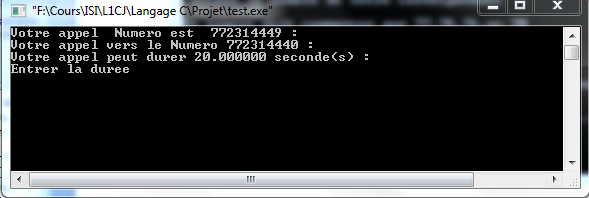 "F:\Cours\ISI\L1CJ\Langage C\Projet\test.exe"
Votre appel  Numero est  772314449 :
Votre appel vers le Numero 772314440 :
Votre appel peut durer 20.000000 seconde(s) :
Entrer la duree